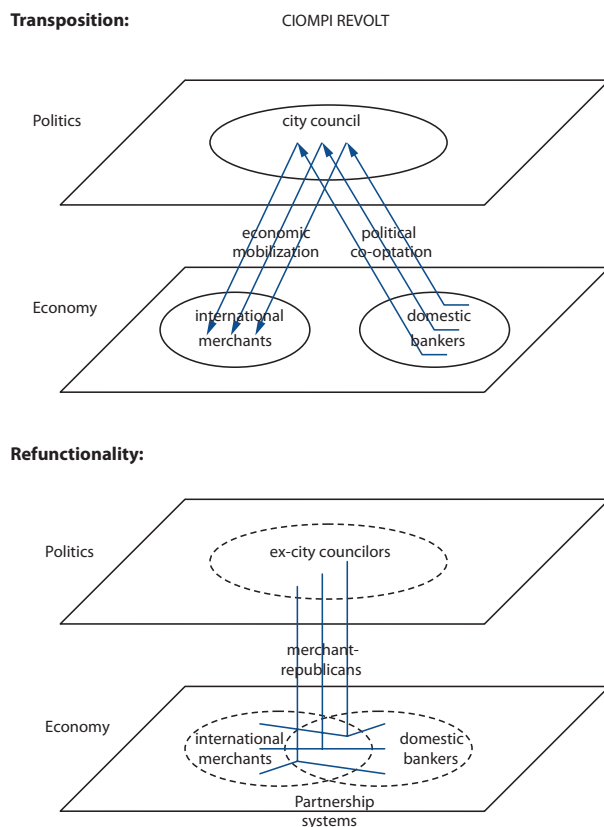 Transposition: CIOMPI REVOLT
Politics
city council
economic
mobilization
political
co-optation
Economy
international
merchants
domestic
bankers
Refunctionality:
Politics
ex-city councilors
merchant-
republicans
Economy
international
merchants
domestic
bankers
Partnership
systems